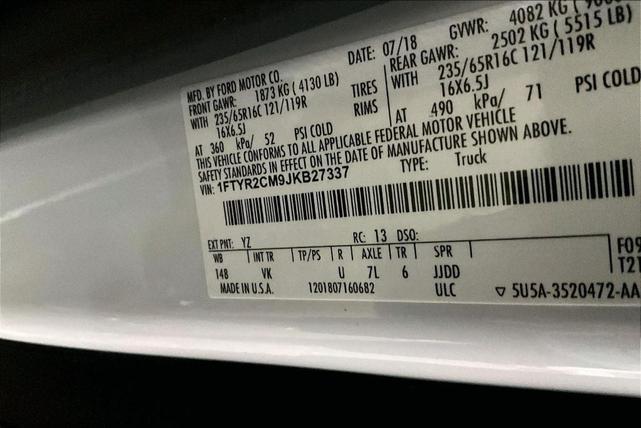 MFD. BY FORD MOTOR CO.
DATE: 07/18
GVWR: 4082 KG
FRONT GAWR: 1873 KG ( 4130 LB)
REAR GAWR: 2502 KG ( 5515 LB)
WITH 235/65R16C 121/119R TIRES
WITH 235/65R16C 121/119R
16X6.5J RIMS
16X6.5J
AT 360 kPa/ 52 PSI COLD
AT 490 kPa/ 71 PSI COLD
THIS VEHICLE CONFORMS TO ALL APPLICABLE FEDERAL MOTOR VEHICLE
SAFETY STANDARDS IN EFFECT ON THE DATE OF MANUFACTURE SHOWN ABOVE.
VIN: 1FTYR2CM9JKB27337
TYPE: Truck
EXT PNT: YZ RC: 13 DSO:
WB INT TR TP/PS R AXLE TR SPR
148 VK U 7L 6 JJDD
F09
T21
MADE IN U.S.A. 1201807160682 ULC ▽ 5U5A-3520472-AA